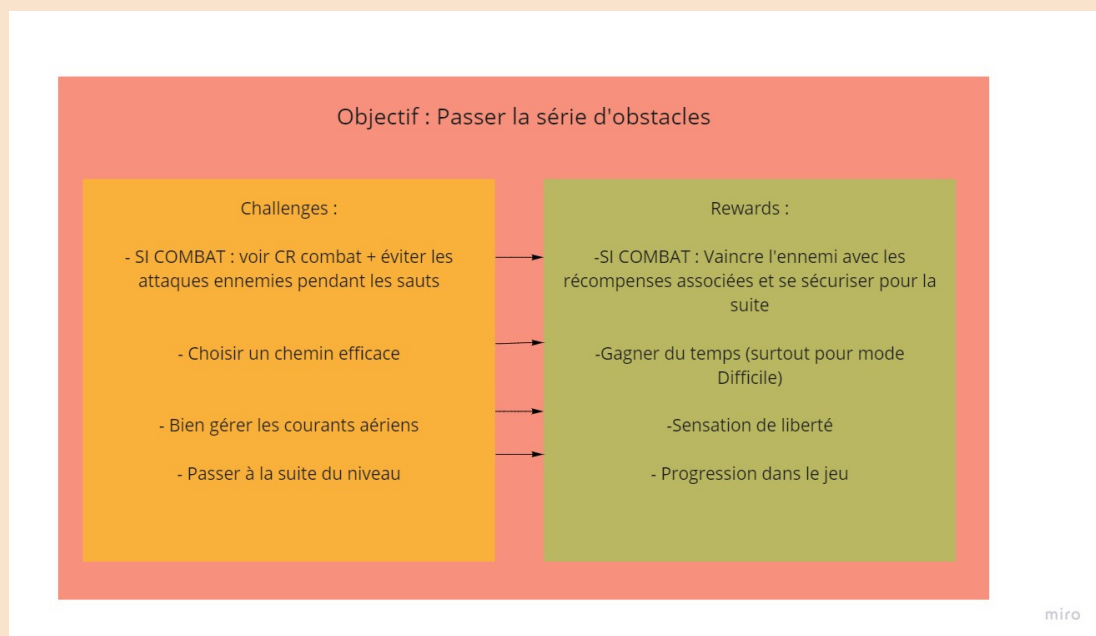 Objectif : Passer la série d'obstacles
Challenges :
- SI COMBAT : voir CR combat + éviter les
attaques ennemies pendant les sauts
- Choisir un chemin efficace
- Bien gérer les courants aériens
- Passer à la suite du niveau
Rewards :
-SI COMBAT : Vaincre l'ennemi avec les
récompenses associées et se sécuriser pour la
suite
-Gagner du temps (surtout pour mode
Difficile)
-Sensation de liberté
- Progression dans le jeu
miro